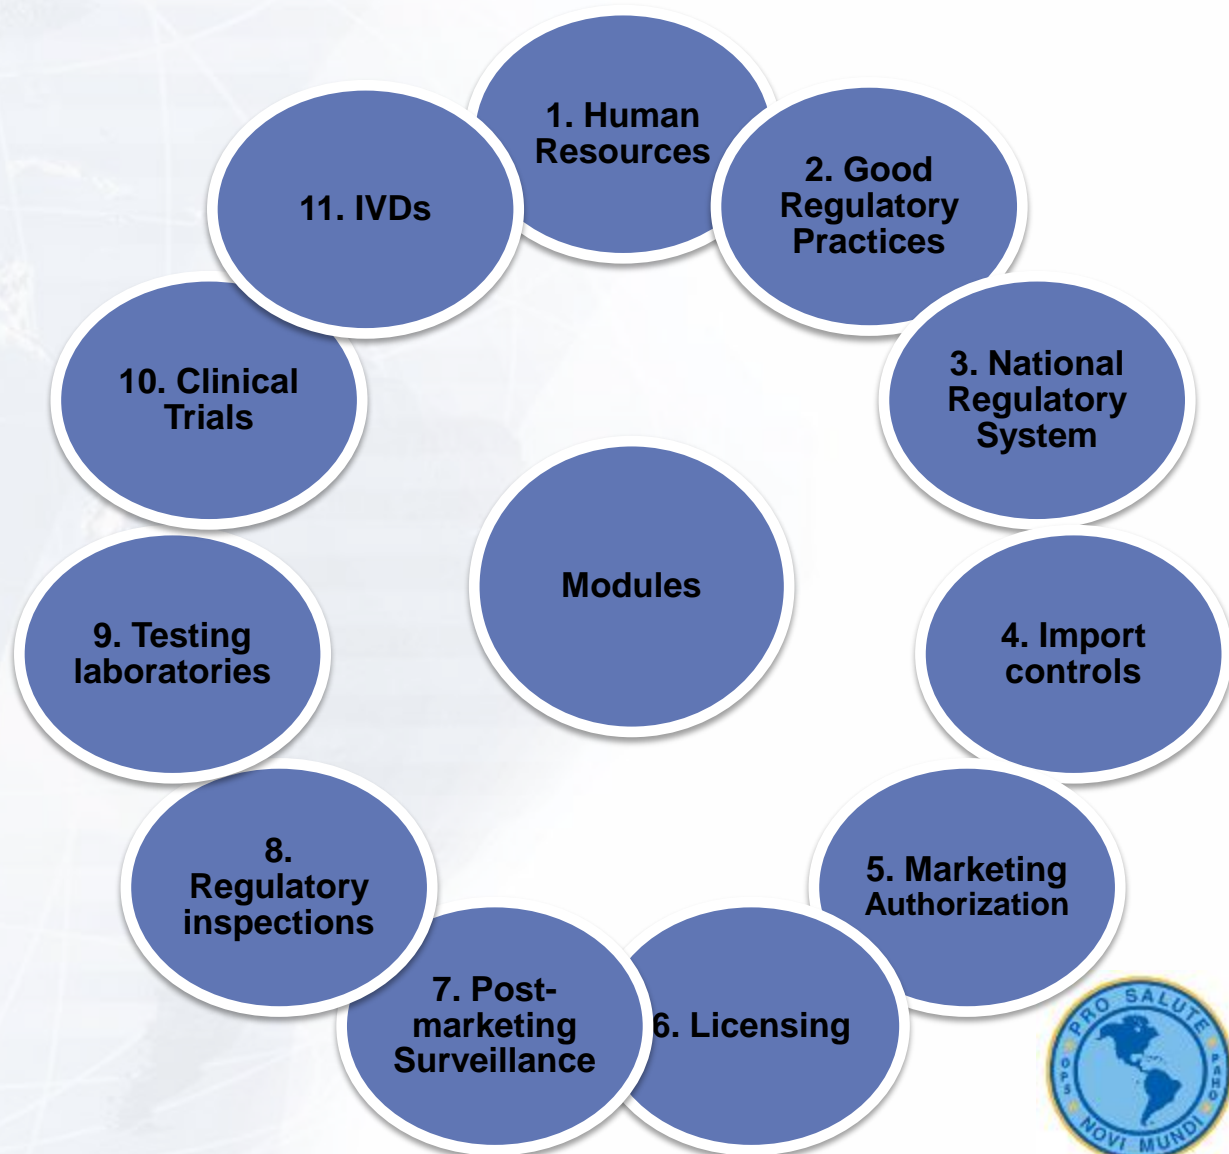 1. Human
Resources
2. Good
Regulatory
Practices
3. National
Regulatory
System
4. Import
controls
5. Marketing
Authorization
6. Licensing
7. Post-
marketing
Surveillance
8.
Regulatory
inspections
9. Testing
laboratories
10. Clinical
Trials
11. IVDs
Modules
PRO SALUTE
OPS
PAHO
NOVI MUNDI